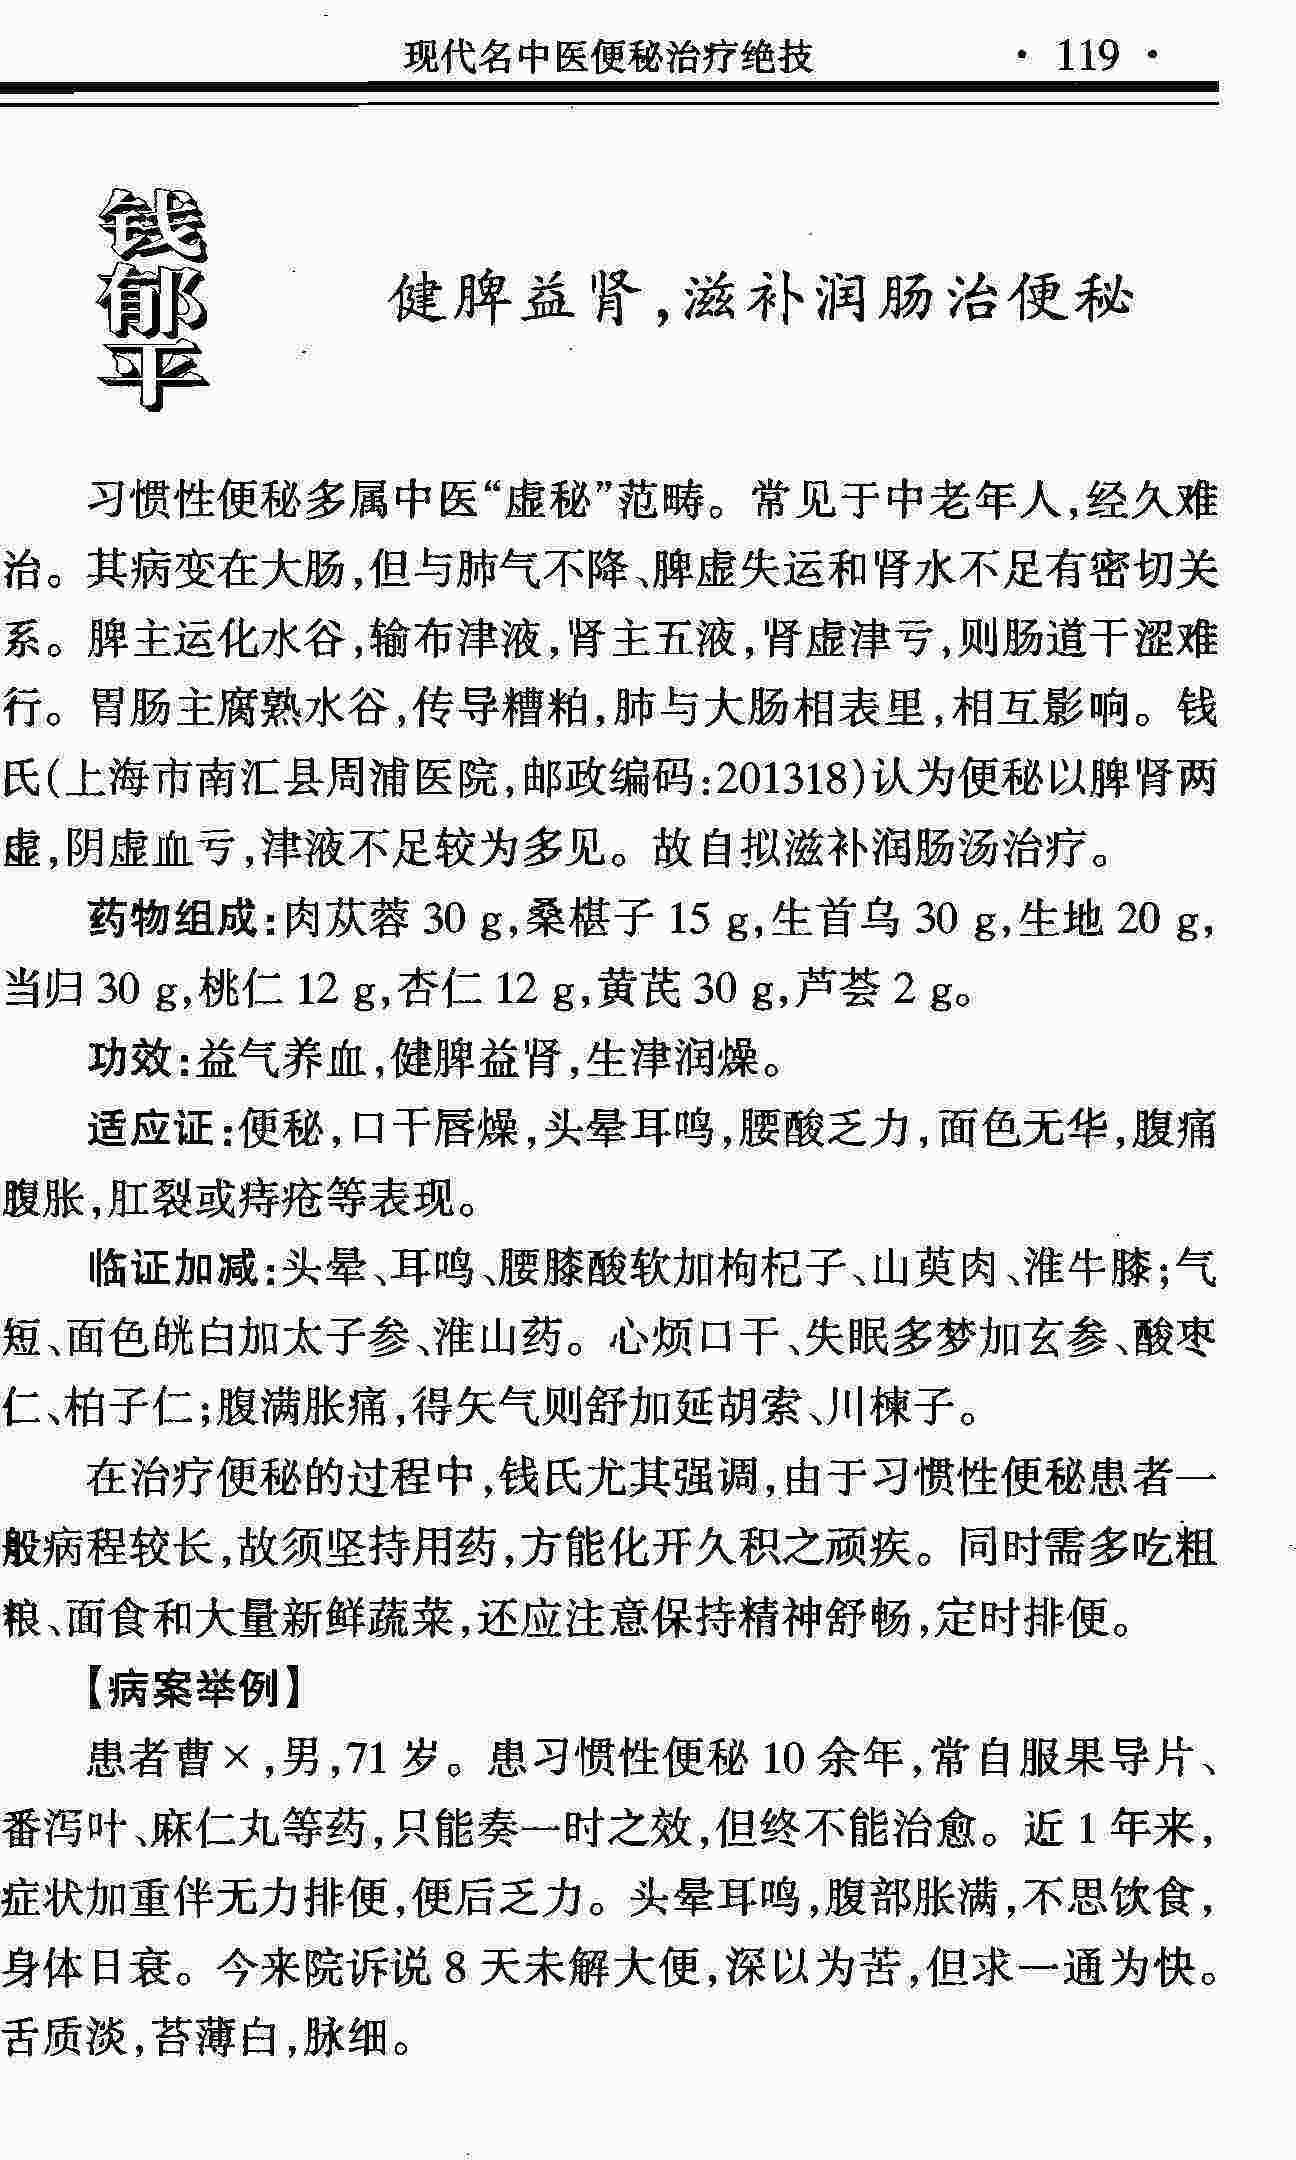 现代名中医便秘治疗绝技 · 119 ·
钱郁平
健脾益肾,滋补润肠治便秘
习惯性便秘多属中医“虚秘”范畴。常见于中老年人,经久难
治。其病变在大肠,但与肺气不降、脾虚失运和肾水不足有密切关
系。脾主运化水谷,输布津液,肾主五液,肾虚津亏,则肠道干涩难
行。胃肠主腐熟水谷,传导糟粕,肺与大肠相表里,相互影响。钱
氏(上海市南汇县周浦医院,邮政编码:201318)认为便秘以脾肾两
虚,阴虚血亏,津液不足较为多见。故自拟滋补润肠汤治疗。
药物组成:肉苁蓉 30 g,桑椹子 15 g,生首乌 30 g,生地 20 g,
当归 30 g,桃仁 12 g,杏仁 12 g,黄芪 30 g,芦荟 2 g。
功效:益气养血,健脾益肾,生津润燥。
适应证:便秘,口干唇燥,头晕耳鸣,腰酸乏力,面色无华,腹痛
腹胀,肛裂或痔疮等表现。
临证加减:头晕、耳鸣、腰膝酸软加枸杞子、山萸肉、淮牛膝;气
短、面色㿠白加太子参、淮山药。心烦口干、失眠多梦加玄参、酸枣
仁、柏子仁;腹满胀痛,得矢气则舒加延胡索、川楝子。
在治疗便秘的过程中,钱氏尤其强调,由于习惯性便秘患者一
般病程较长,故须坚持用药,方能化开久积之顽疾。同时需多吃粗
粮、面食和大量新鲜蔬菜,还应注意保持精神舒畅,定时排便。
【病案举例】
患者曹×,男,71 岁。患习惯性便秘 10 余年,常自服果导片、
番泻叶、麻仁丸等药,只能奏一时之效,但终不能治愈。近 1 年来,
症状加重伴无力排便,便后乏力。头晕耳鸣,腹部胀满,不思饮食,
身体日衰。今来院诉说 8 天未解大便,深以为苦,但求一通为快。
舌质淡,苔薄白,脉细。